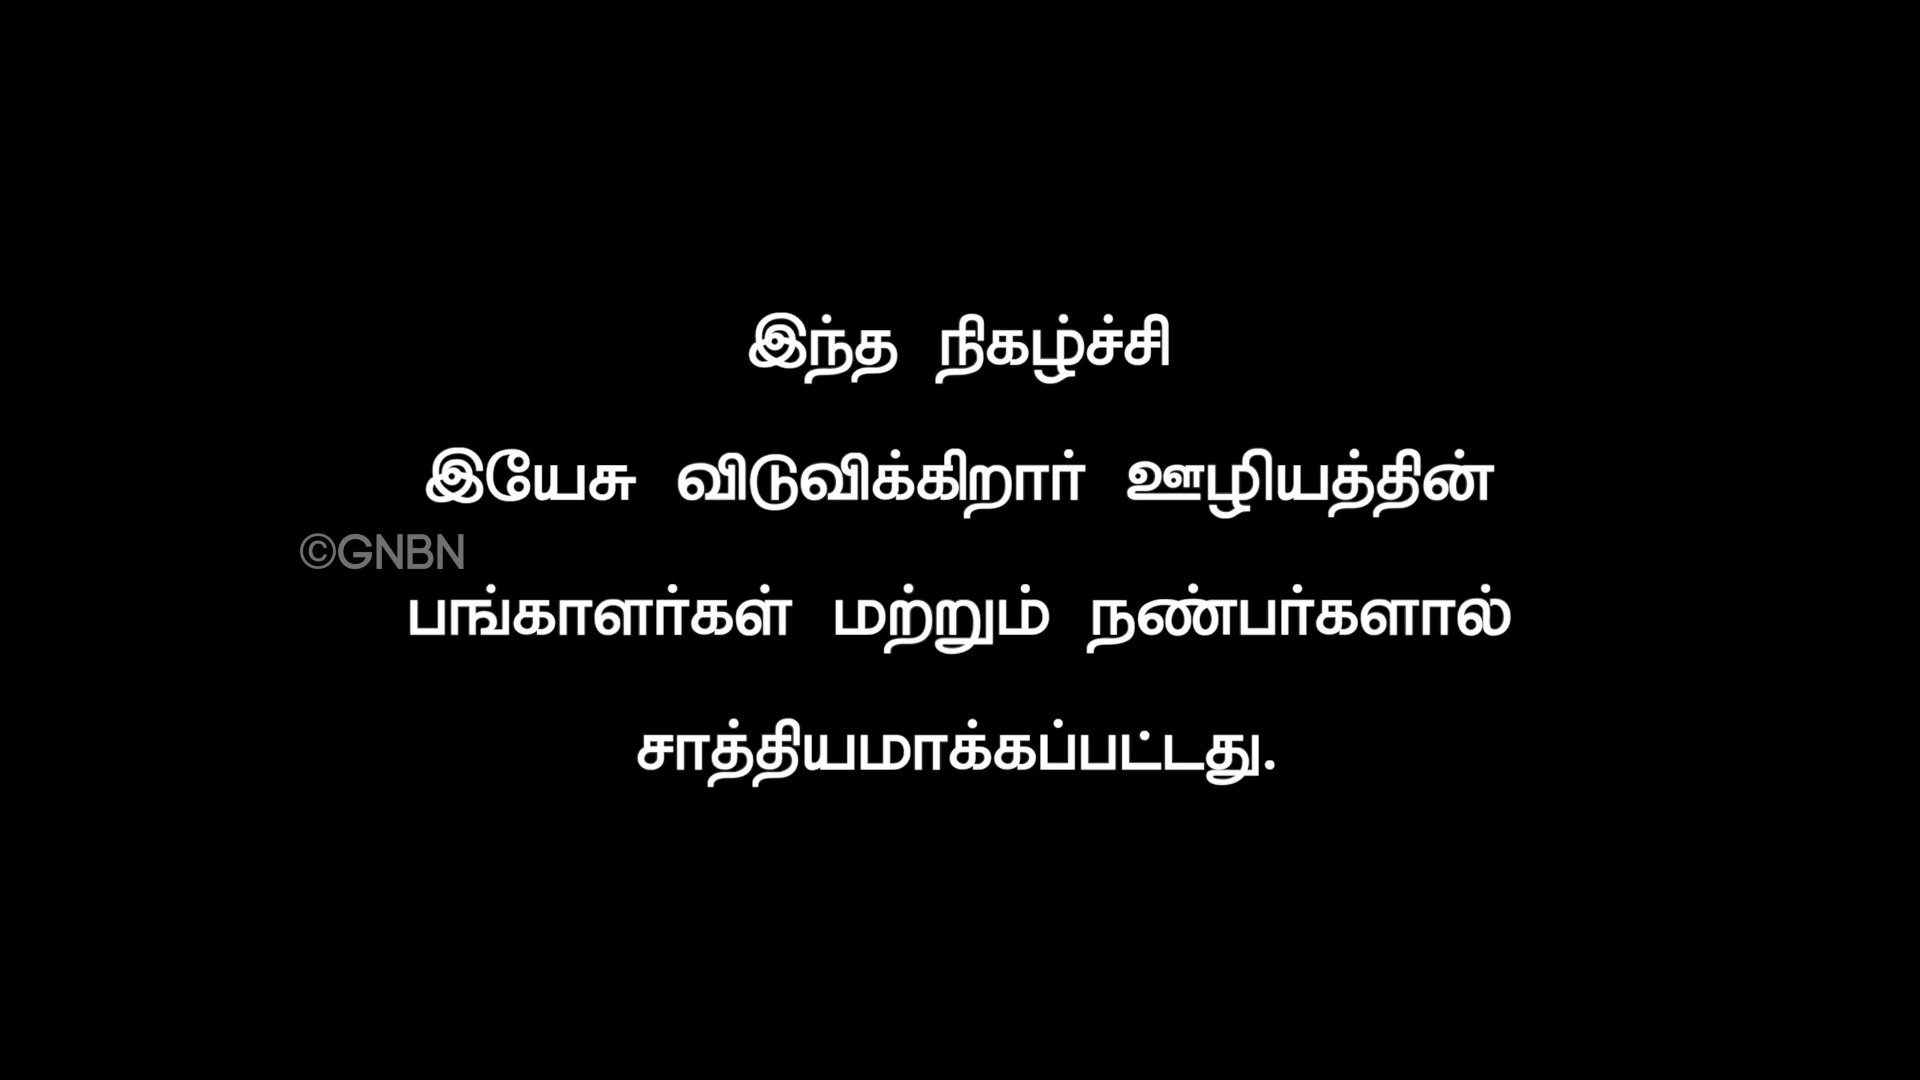 இந்த நிகழ்ச்சி
இயேசு விடுவிக்கிறார் ஊழியத்தின்
©GNBN
பங்காளர்கள் மற்றும் நண்பர்களால்
சாத்தியமாக்கப்பட்டது.